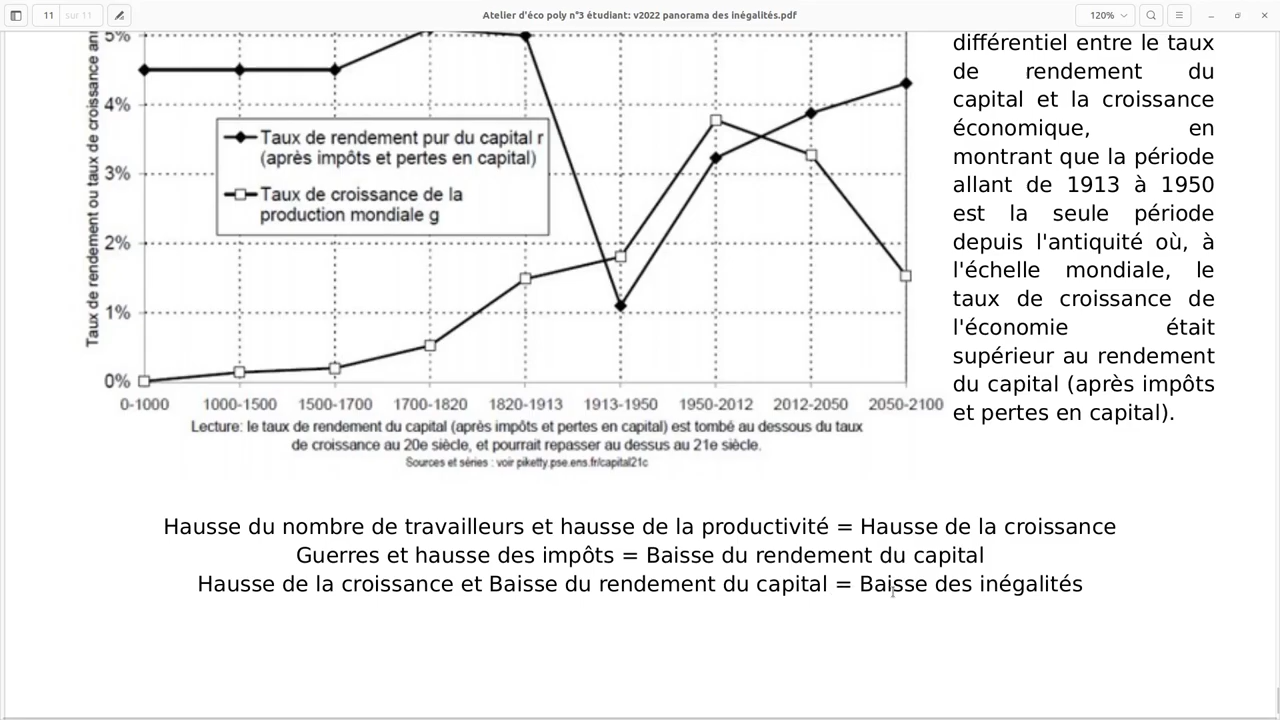 11
sur 11
Atelier d'éco poly n°3 étudiant: v2022 panorama des inégalités.pdf
120%
Taux de rendement ou taux de croissance an
5%
4%
3%
2%
1%
0%
Taux de rendement pur du capital r
(après impôts et pertes en capital)
Taux de croissance de la
production mondiale g
0-1000 1000-1500 1500-1700 1700-1820 1820-1913 1913-1950 1950-2012 2012-2050 2050-2100
Lecture: le taux de rendement du capital (après impôts et pertes en capital) est tombé au dessous du taux
de croissance au 20e siècle, et pourrait repasser au dessus au 21e siècle.
Sources et séries : voir piketty.pse.ens.fr/capital21c
différentiel entre le taux
de rendement du
capital et la croissance
économique, en
montrant que la période
allant de 1913 à 1950
est la seule période
depuis l'antiquité où, à
l'échelle mondiale, le
taux de croissance de
l'économie était
supérieur au rendement
du capital (après impôts
et pertes en capital).
Hausse du nombre de travailleurs et hausse de la productivité = Hausse de la croissance
Guerres et hausse des impôts = Baisse du rendement du capital
Hausse de la croissance et Baisse du rendement du capital = Baisse des inégalités